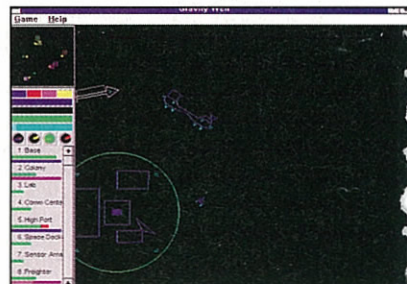 Gravity Well
Game Help
1. Base
2. Colony
3. Lab
4. Comm Cente
5. High Port
6. Space Dock
7. Sensor Arra
8. Freighter